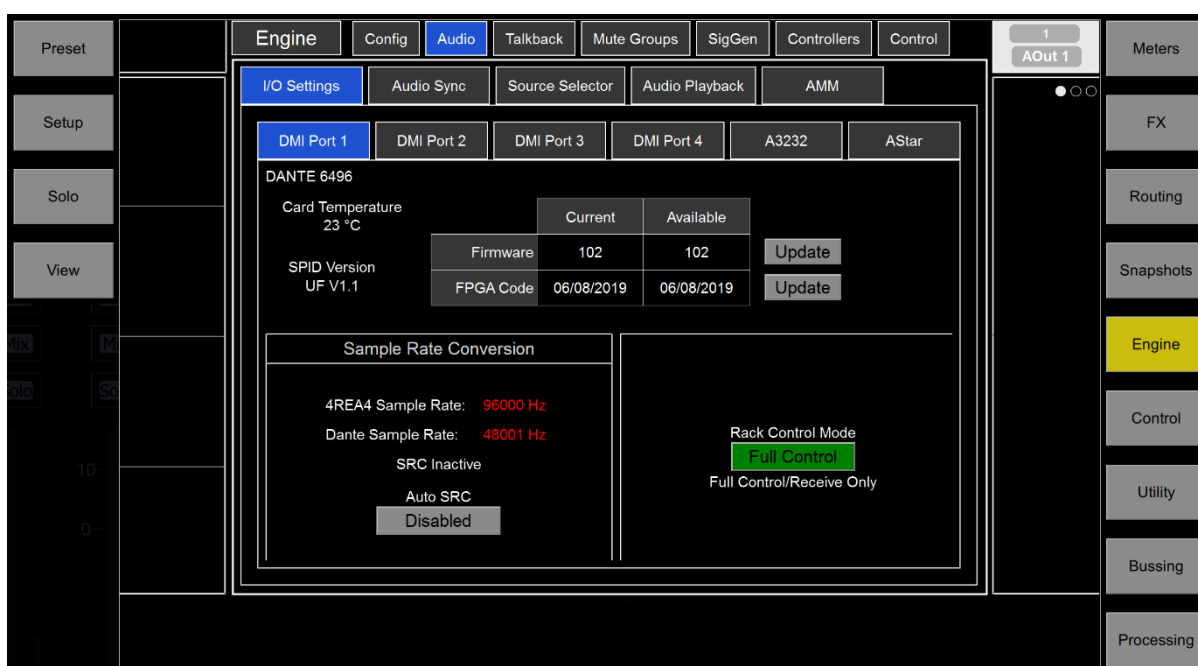 Preset
Setup
Solo
View
Engine Config Audio Talkback Mute Groups SigGen Controllers Control
I/O Settings Audio Sync Source Selector Audio Playback AMM
DMI Port 1 DMI Port 2 DMI Port 3 DMI Port 4 A3232 AStar
DANTE 6496
Card Temperature
23 °C
SPID Version
UF V1.1
Current Available
Firmware 102 102 Update
FPGA Code 06/08/2019 06/08/2019 Update
Sample Rate Conversion
4REA4 Sample Rate: 96000 Hz
Dante Sample Rate: 48001 Hz
SRC Inactive
Auto SRC
Disabled
Rack Control Mode
Full Control
Full Control/Receive Only
1
AOut 1
Meters
FX
Routing
Snapshots
Engine
Control
Utility
Bussing
Processing
10
0